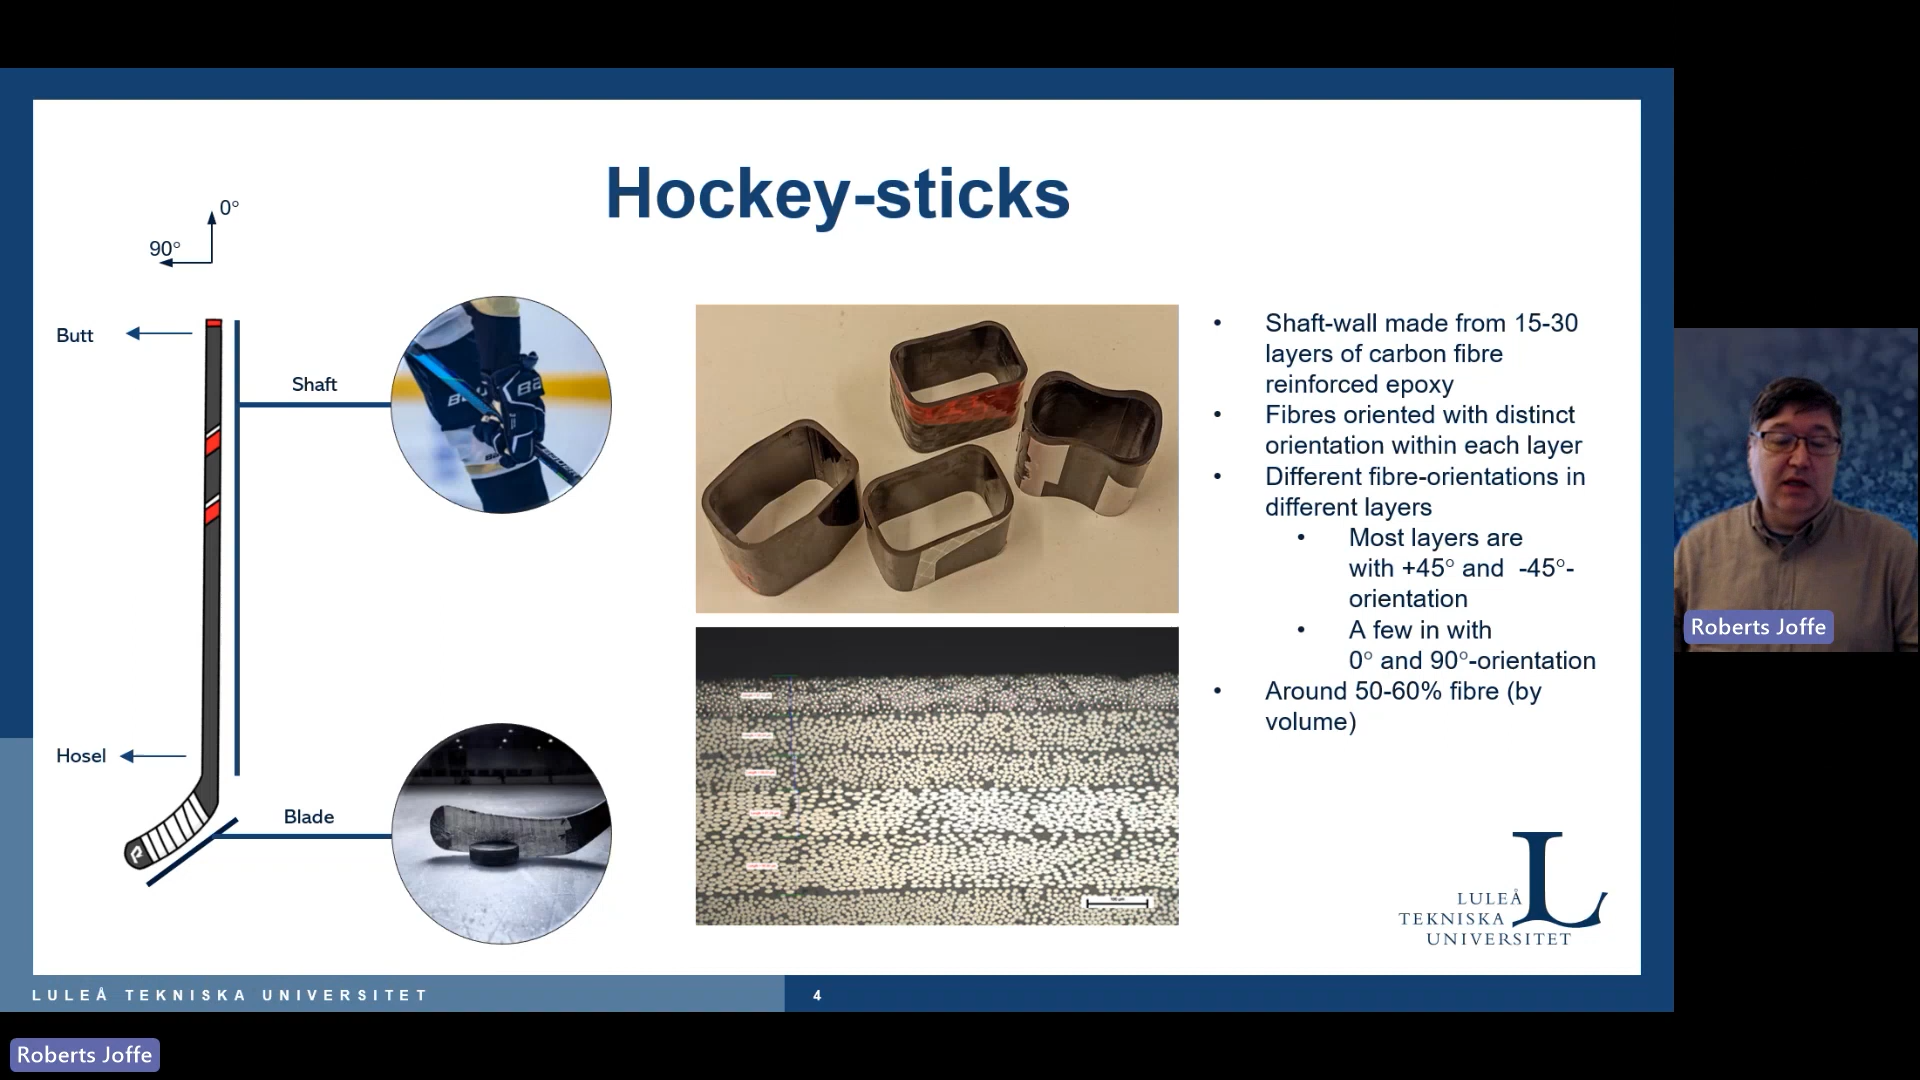 Hockey-sticks
0°
90°
Butt
Shaft
Hosel
Blade
• Shaft-wall made from 15-30
layers of carbon fibre
reinforced epoxy
• Fibres oriented with distinct
orientation within each layer
• Different fibre-orientations in
different layers
• Most layers are
with +45° and -45°-
orientation
• A few in with
0° and 90°-orientation
• Around 50-60% fibre (by
volume)
LULEÅ
TEKNISKA
UNIVERSITET
LULEÅ TEKNISKA UNIVERSITET
4
Roberts Joffe
Roberts Joffe